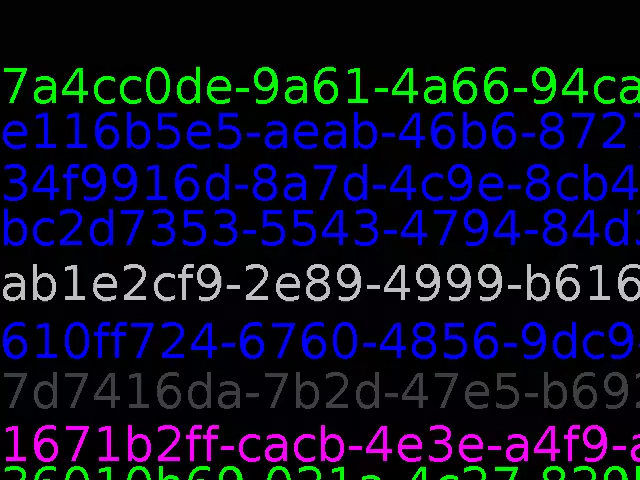 7a4cc0de-9a61-4a66-94ca
e116b5e5-aeab-46b6-872
34f9916d-8a7d-4c9e-8cb4
bc2d7353-5543-4794-84d
ab1e2cf9-2e89-4999-b616
610ff724-6760-4856-9dc9
7d7416da-7b2d-47e5-b69
1671b2ff-cacb-4e3e-a4f9-a